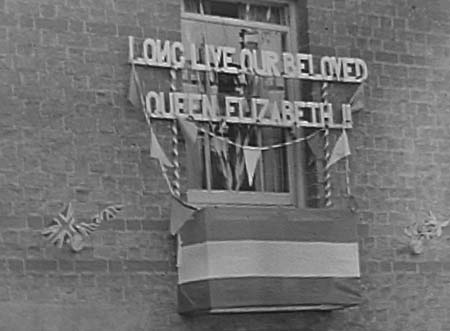 LONG LIVE OUR BELOVED
QUEEN ELIZABETH II